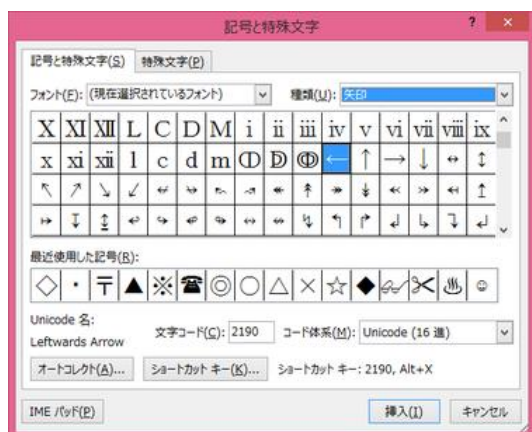 記号と特殊文字 ? ×
記号と特殊文字(S) 特殊文字(P)
フォント(F): (現在選択されているフォント) 種類(U): 矢印
Ⅹ Ⅺ Ⅻ Ⅼ Ⅽ Ⅾ Ⅿ ⅰ ⅱ ⅲ ⅳ ⅴ ⅵ ⅶ ⅷ ⅸ
ⅹ ⅺ ⅻ ⅼ ⅽ ⅾ ⅿ ↀ ↁ ↂ ← ↑ → ↓ ↔ ↕
↖ ↗ ↘ ↙ ↚ ↛ ↜ ↝ ↞ ↟ ↠ ↡ ↢ ↣ ↤ ↥
↦ ↧ ↨ ↩ ↪ ↫ ↬ ↭ ↮ ↯ ↰ ↱ ↲ ↳ ↴ ↵
最近使用した記号(R):
◇ ・ 〒 ▲ ※ ☎ ◎ ○ △ × ☆ ◆ 👓 ✂ ♨ ☺
Unicode 名:
Leftwards Arrow
文字コード(C): 2190 コード体系(M): Unicode (16 進)
オートコレクト(A)... ショートカット キー(K)... ショートカット キー: 2190, Alt+X
IME パッド(P) 挿入(I) キャンセル